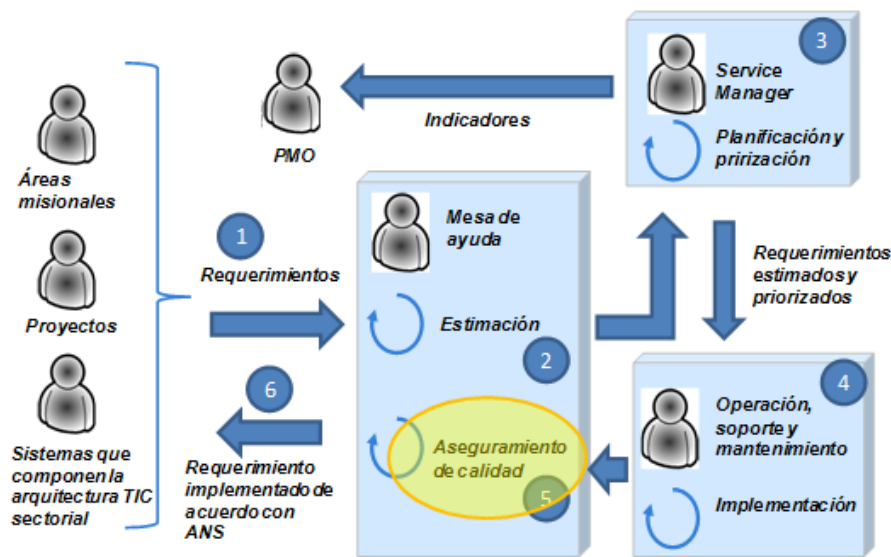 Áreas
misionales
Proyectos
Sistemas que
componen la
arquitectura TIC
sectorial
PMO
Indicadores
3
Service
Manager
Planificación y
prirización
1
Requerimientos
Mesa de
ayuda
Estimación
2
Requerimientos
estimados y
priorizados
4
Operación,
soporte y
mantenimiento
Implementación
Aseguramiento
de calidad
5
6
Requerimiento
implementado de
acuerdo con
ANS